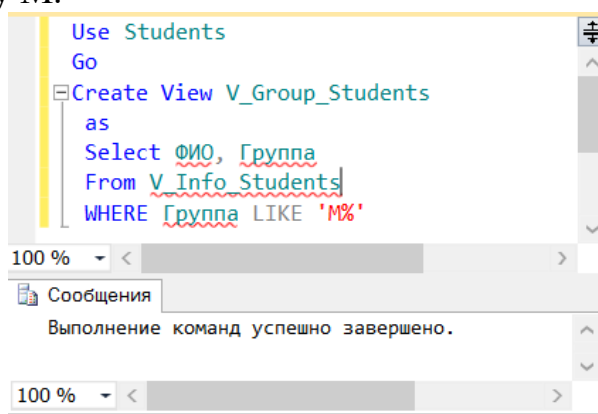 у М.
Use Students
Go
Create View V_Group_Students
as
Select ФИО, Группа
From V_Info_Students
WHERE Группа LIKE 'М%'
100 %
Сообщения
Выполнение команд успешно завершено.
100 %